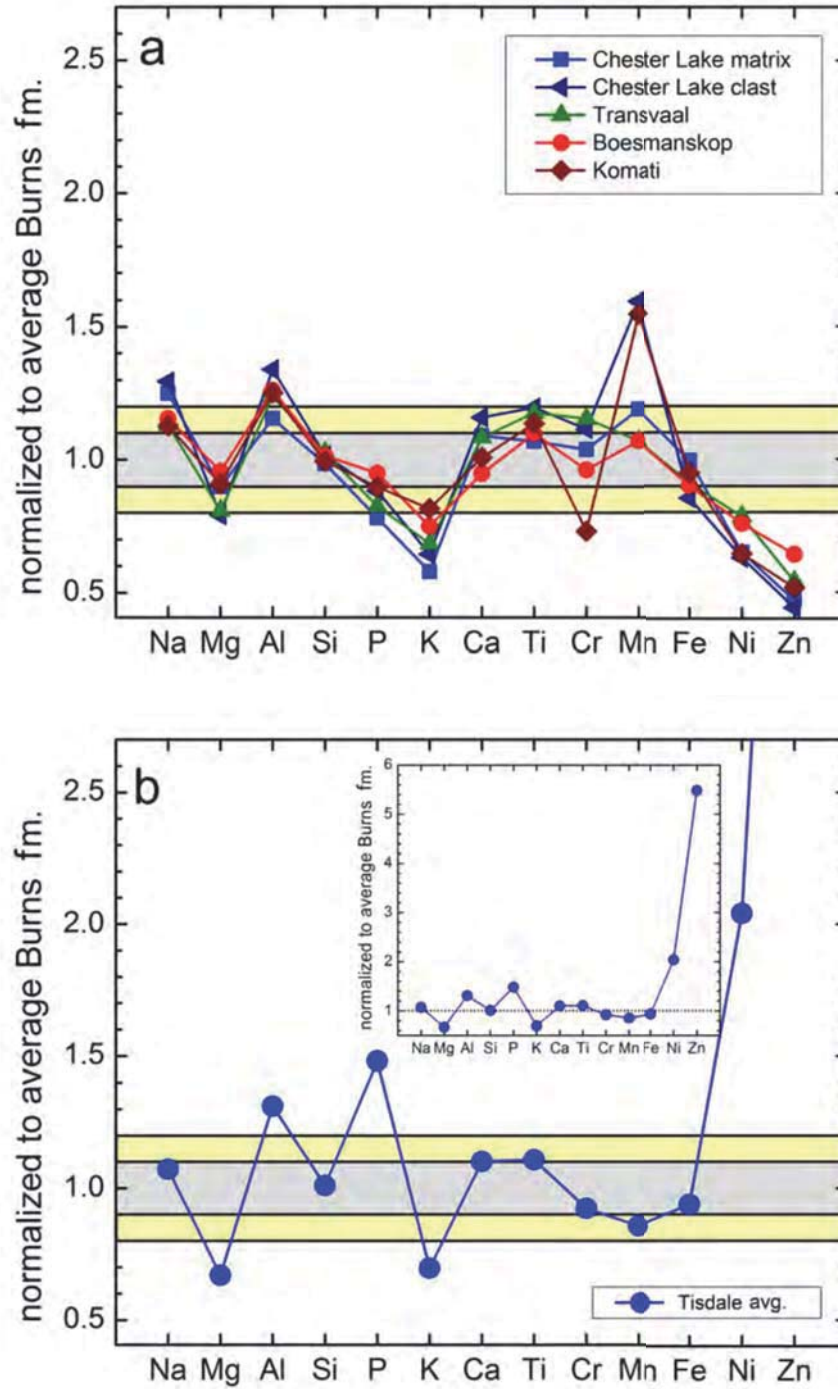 a
Chester Lake matrix
Chester Lake clast
Transvaal
Boesmanskop
Komati
normalized to average Burns fm.
2.5
2.0
1.5
1.0
0.5
Na Mg Al Si P K Ca Ti Cr Mn Fe Ni Zn
b
normalized to average Burns fm.
2.5
2.0
1.5
1.0
0.5
normalized to average Burns fm.
6
5
4
3
2
1
Na Mg Al Si P K Ca Ti Cr Mn Fe Ni Zn
Tisdale avg.
Na Mg Al Si P K Ca Ti Cr Mn Fe Ni Zn